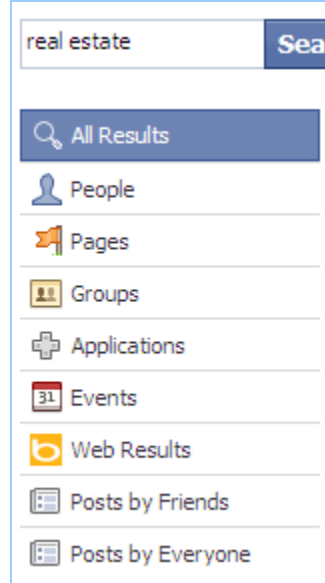 real estate Sea
All Results
People
Pages
Groups
Applications
31 Events
b Web Results
Posts by Friends
Posts by Everyone